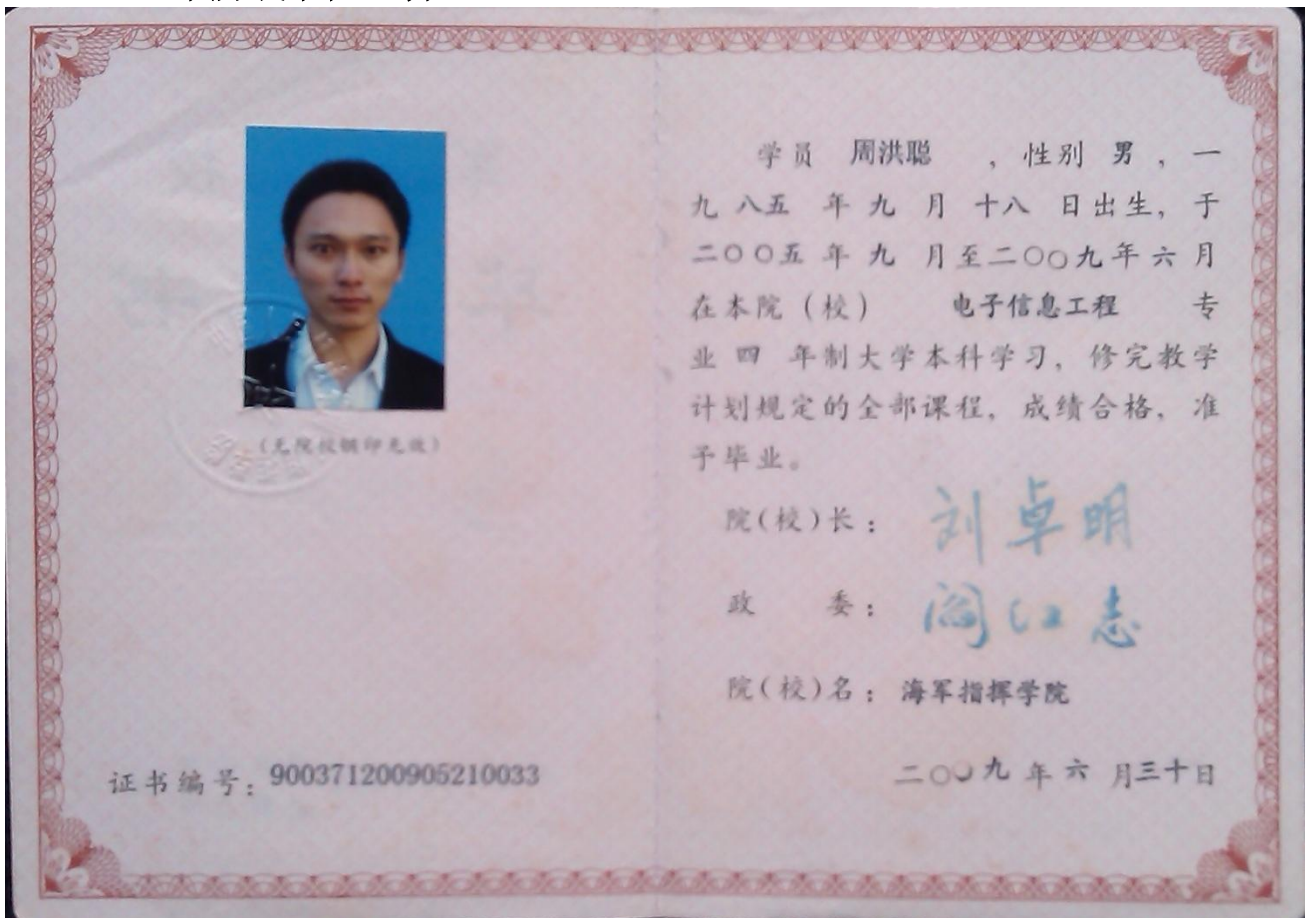 (无院校钢印无效)
证书编号：900371200905210033
学员 周洪聪 ，性别 男 ，一
九八五 年 九 月 十八 日出生，于
二〇〇五 年 九 月至二〇〇九年六月
在本院（校） 电子信息工程 专
业 四 年制大学本科学习，修完教学
计划规定的全部课程，成绩合格，准
予毕业。
院(校)长： 刘卓明
政 委： 阎江志
院(校)名：海军指挥学院
二〇〇九 年 六 月三十日